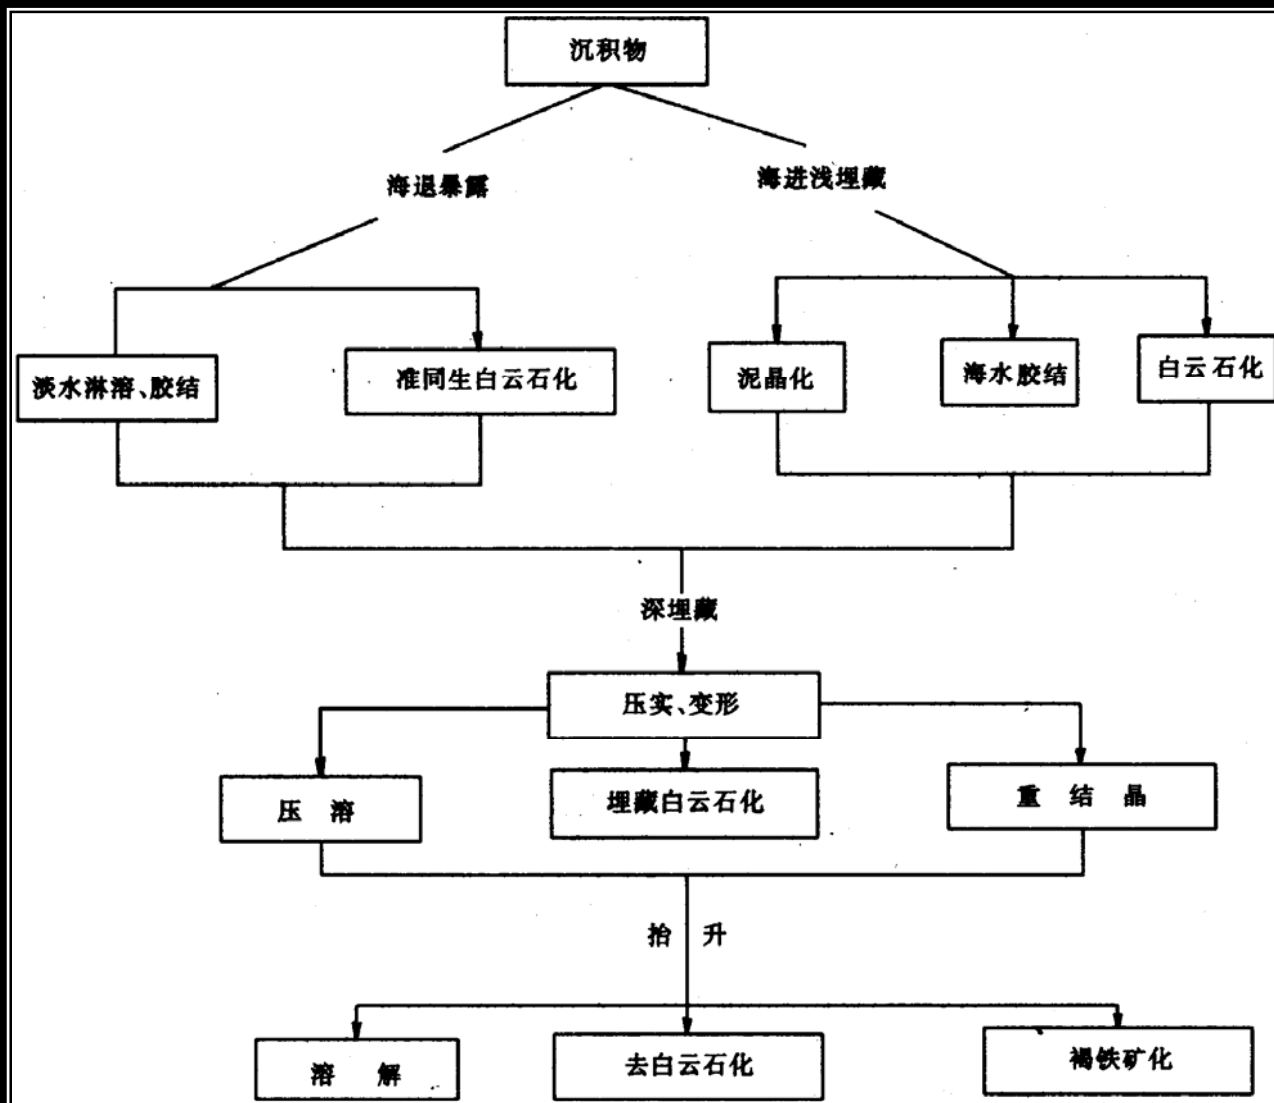 沉积物
海退暴露
海进浅埋藏
淡水淋溶、胶结
准同生白云石化
泥晶化
海水胶结
白云石化
深埋藏
压实、变形
压溶
埋藏白云石化
重结晶
抬升
溶解
去白云石化
褐铁矿化